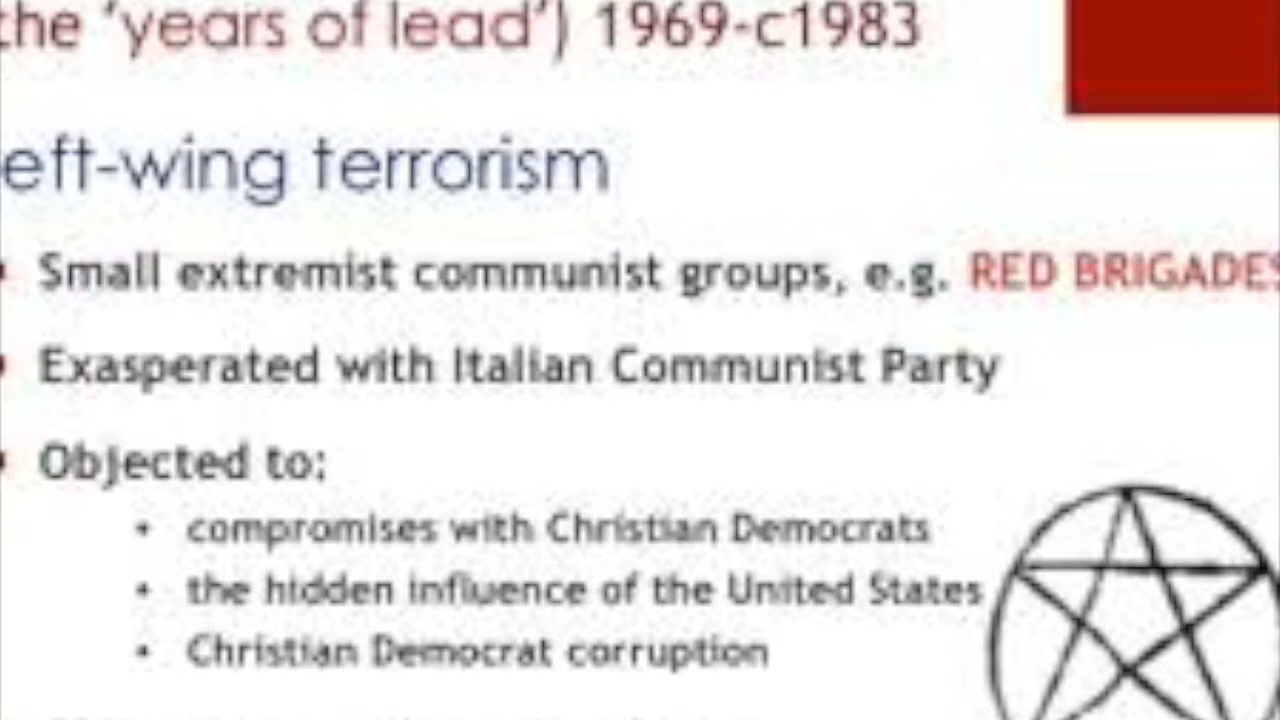 the 'years of lead') 1969-c1983
eft-wing terrorism
Small extremist communist groups, e.g. RED BRIGADES
Exasperated with Italian Communist Party
Objected to:
• compromises with Christian Democrats
• the hidden influence of the United States
• Christian Democrat corruption